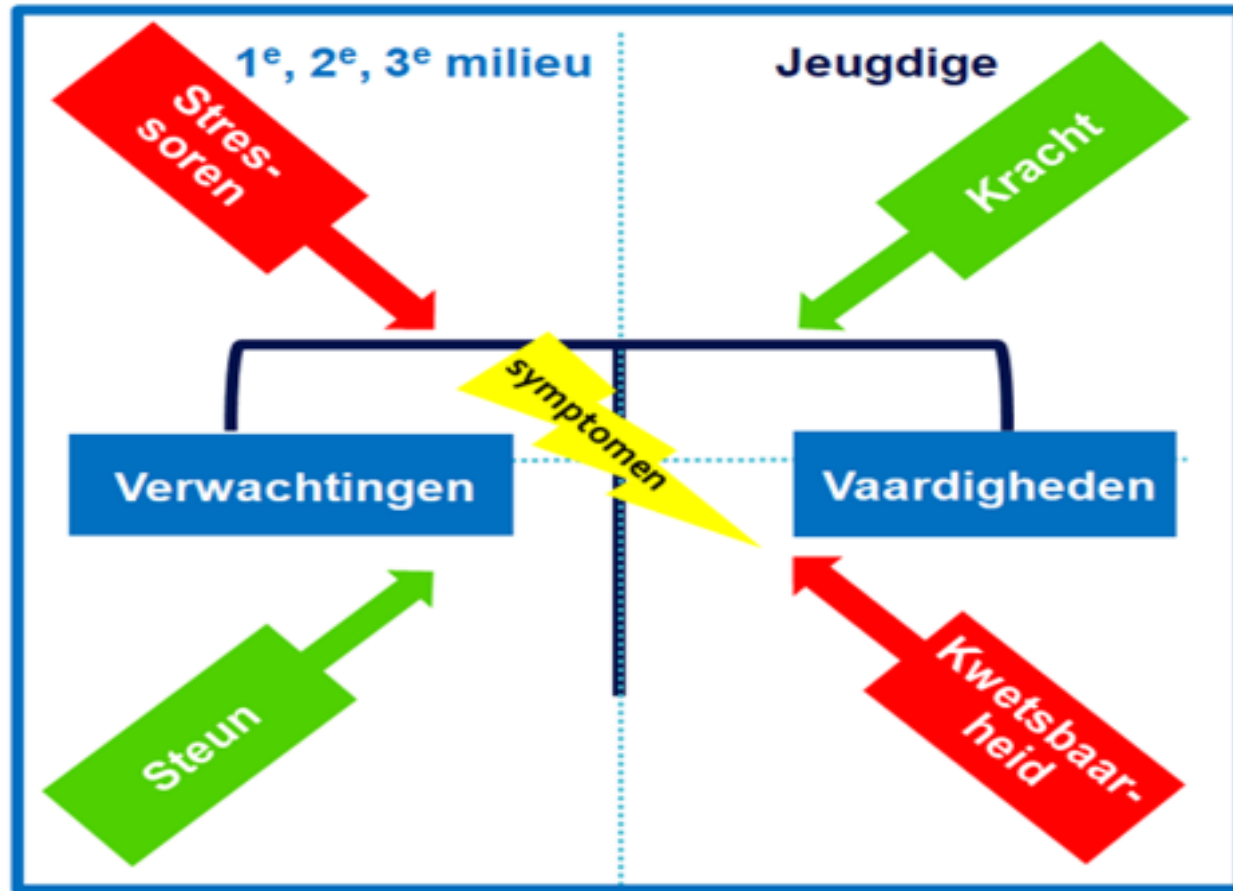 1e, 2e, 3e milieu
Jeugdige
Stres-
soren
Kracht
symptomen
Verwachtingen
Vaardigheden
Steun
Kwetsbaar-
heid